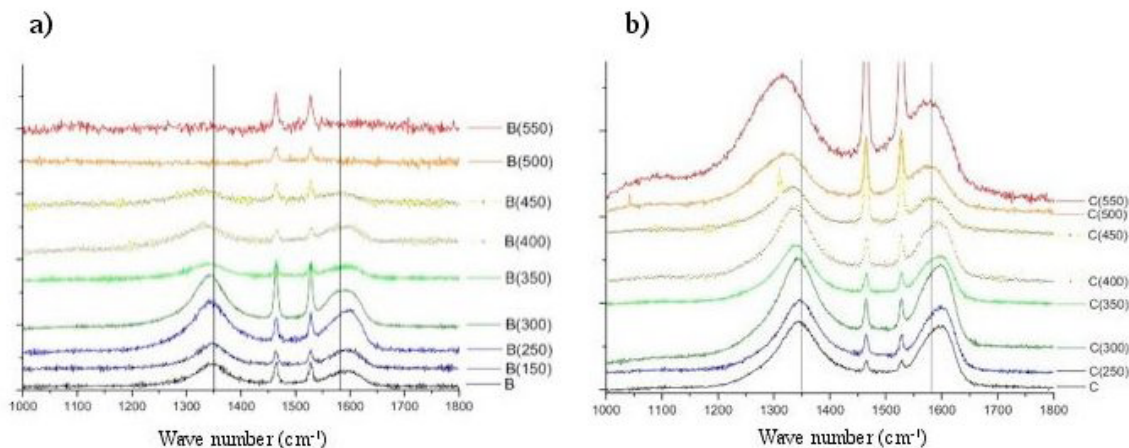 a)
B(550)
B(500)
B(450)
B(400)
B(350)
B(300)
B(250)
B(150)
B
1000 1100 1200 1300 1400 1500 1600 1700 1800
Wave number (cm⁻¹)
b)
C(550)
C(500)
C(450)
C(400)
C(350)
C(300)
C(250)
C
1000 1100 1200 1300 1400 1500 1600 1700 1800
Wave number (cm⁻¹)